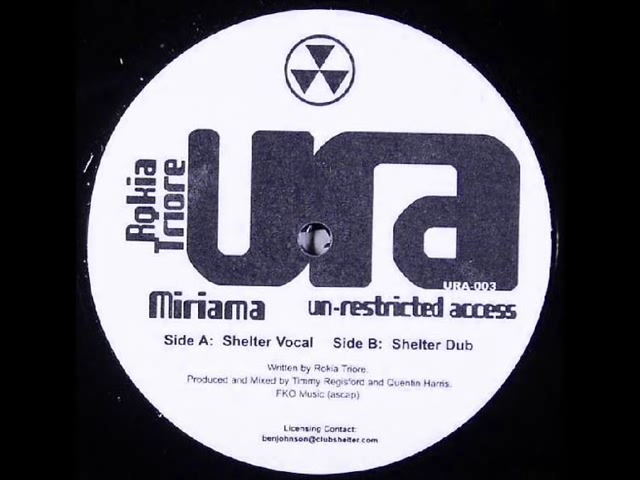 Rokia
Triore
ura
URA-003
Miriama un-restricted access
Side A: Shelter Vocal Side B: Shelter Dub
Written by Rokia Triore.
Produced and Mixed by Timmy Regisford and Quentin Harris.
FKO Music (ascap)
Licensing Contact:
benjohnson@clubshelter.com